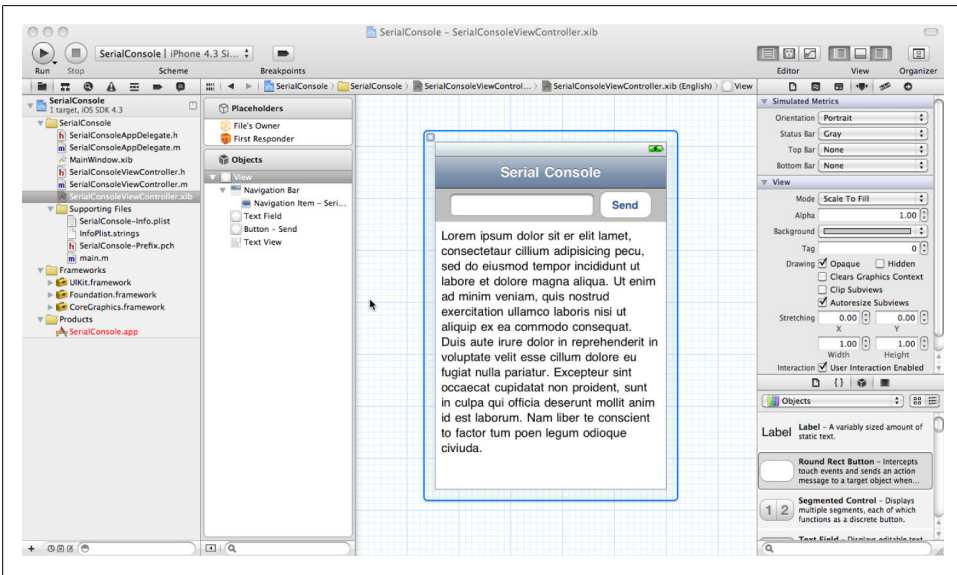 SerialConsole – SerialConsoleViewController.xib
SerialConsole | iPhone 4.3 Si...
Run Stop Scheme Breakpoints Editor View Organizer
SerialConsole SerialConsole SerialConsoleViewControl... SerialConsoleViewController.xib (English) View
SerialConsole
1 target, iOS SDK 4.3
SerialConsole
SerialConsoleAppDelegate.h
SerialConsoleAppDelegate.m
MainWindow.xib
SerialConsoleViewController.h
SerialConsoleViewController.m
SerialConsoleViewController.xib
Supporting Files
SerialConsole-Info.plist
InfoPlist.strings
SerialConsole-Prefix.pch
main.m
Frameworks
UIKit.framework
Foundation.framework
CoreGraphics.framework
Products
SerialConsole.app
Placeholders
File's Owner
First Responder
Objects
View
Navigation Bar
Navigation Item – Seri...
Text Field
Button – Send
Text View
Serial Console
Send
Lorem ipsum dolor sit er elit lamet,
consectetaur cillium adipisicing pecu,
sed do eiusmod tempor incididunt ut
labore et dolore magna aliqua. Ut enim
ad minim veniam, quis nostrud
exercitation ullamco laboris nisi ut
aliquip ex ea commodo consequat.
Duis aute irure dolor in reprehenderit in
voluptate velit esse cillum dolore eu
fugiat nulla pariatur. Excepteur sint
occaecat cupidatat non proident, sunt
in culpa qui officia deserunt mollit anim
id est laborum. Nam liber te conscient
to factor tum poen legum odioque
civiuda.
Simulated Metrics
Orientation Portrait
Status Bar Gray
Top Bar None
Bottom Bar None
View
Mode Scale To Fill
Alpha 1.00
Background
Tag 0
Drawing Opaque Hidden
Clears Graphics Context
Clip Subviews
Autoresize Subviews
Stretching 0.00 0.00
X Y
1.00 1.00
Width Height
Interaction User Interaction Enabled
Objects
Label Label – A variably sized amount of
static text.
Round Rect Button – Intercepts
touch events and sends an action
message to a target object when...
1 2 Segmented Control – Displays
multiple segments, each of which
functions as a discrete button.
Text Field – Displays editable text